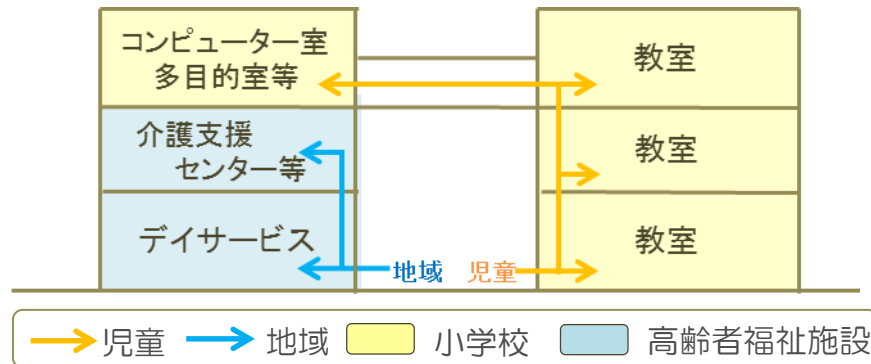 コンピューター室
多目的室等
教室
介護支援
センター等
教室
デイサービス
教室
地域 児童
児童 地域 小学校 高齢者福祉施設